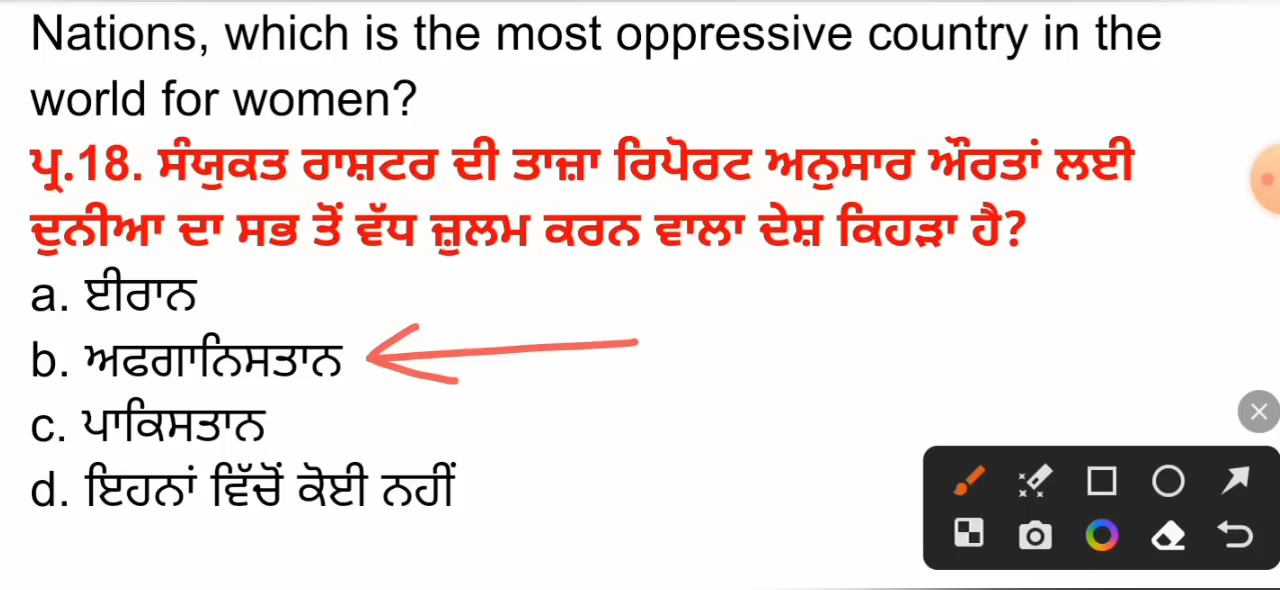 Nations, which is the most oppressive country in the
world for women?
ਪ੍ਰ.18. ਸੰਯੁਕਤ ਰਾਸ਼ਟਰ ਦੀ ਤਾਜ਼ਾ ਰਿਪੋਰਟ ਅਨੁਸਾਰ ਔਰਤਾਂ ਲਈ
ਦੁਨੀਆ ਦਾ ਸਭ ਤੋਂ ਵੱਧ ਜ਼ੁਲਮ ਕਰਨ ਵਾਲਾ ਦੇਸ਼ ਕਿਹੜਾ ਹੈ?
a. ਈਰਾਨ
b. ਅਫਗਾਨਿਸਤਾਨ
c. ਪਾਕਿਸਤਾਨ
d. ਇਹਨਾਂ ਵਿੱਚੋਂ ਕੋਈ ਨਹੀਂ